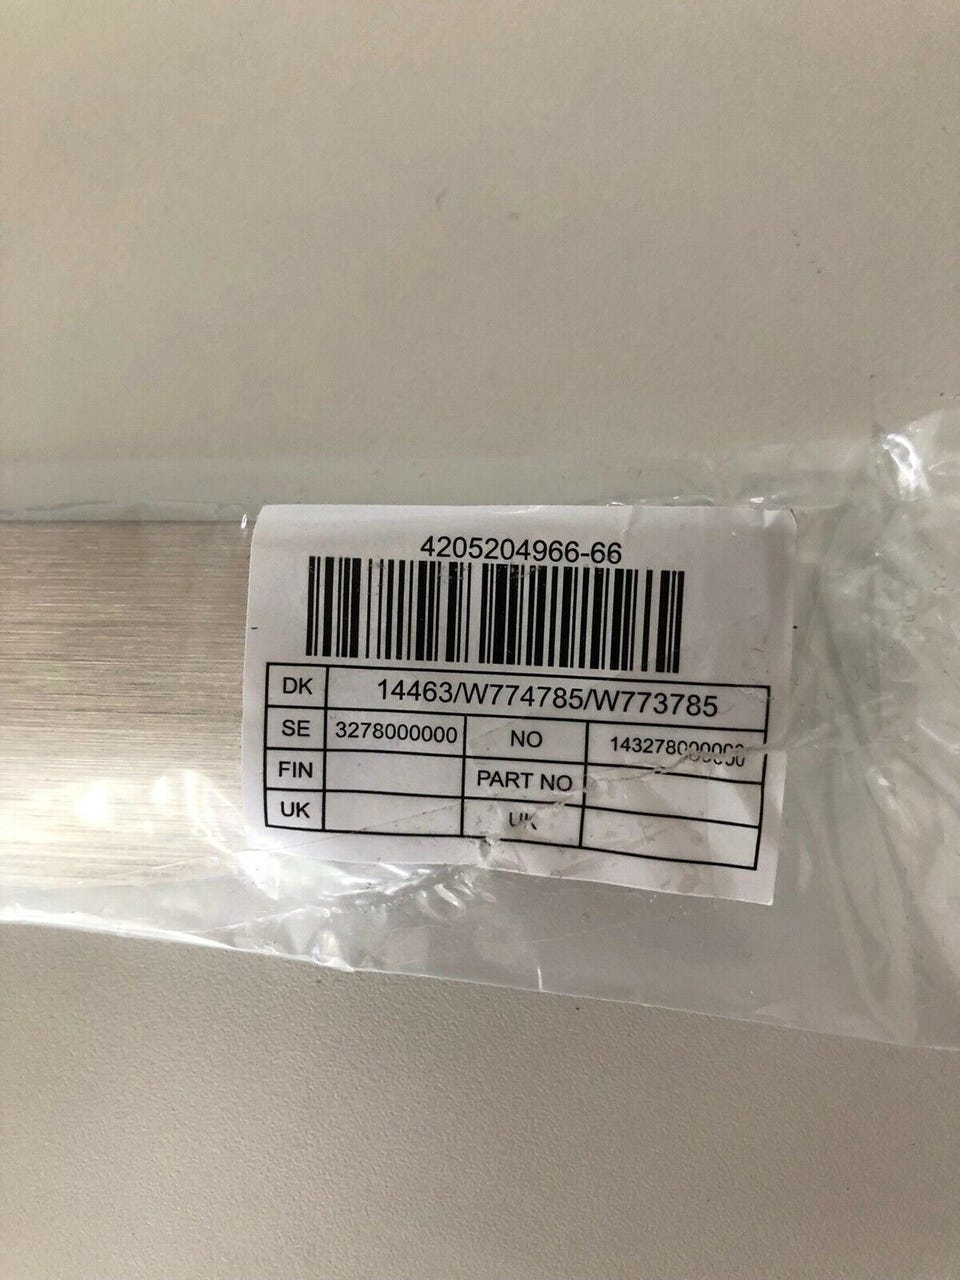 4205204966-66
DK 14463/W774785/W773785
SE 3278000000 NO
FIN PART NO
UK UK